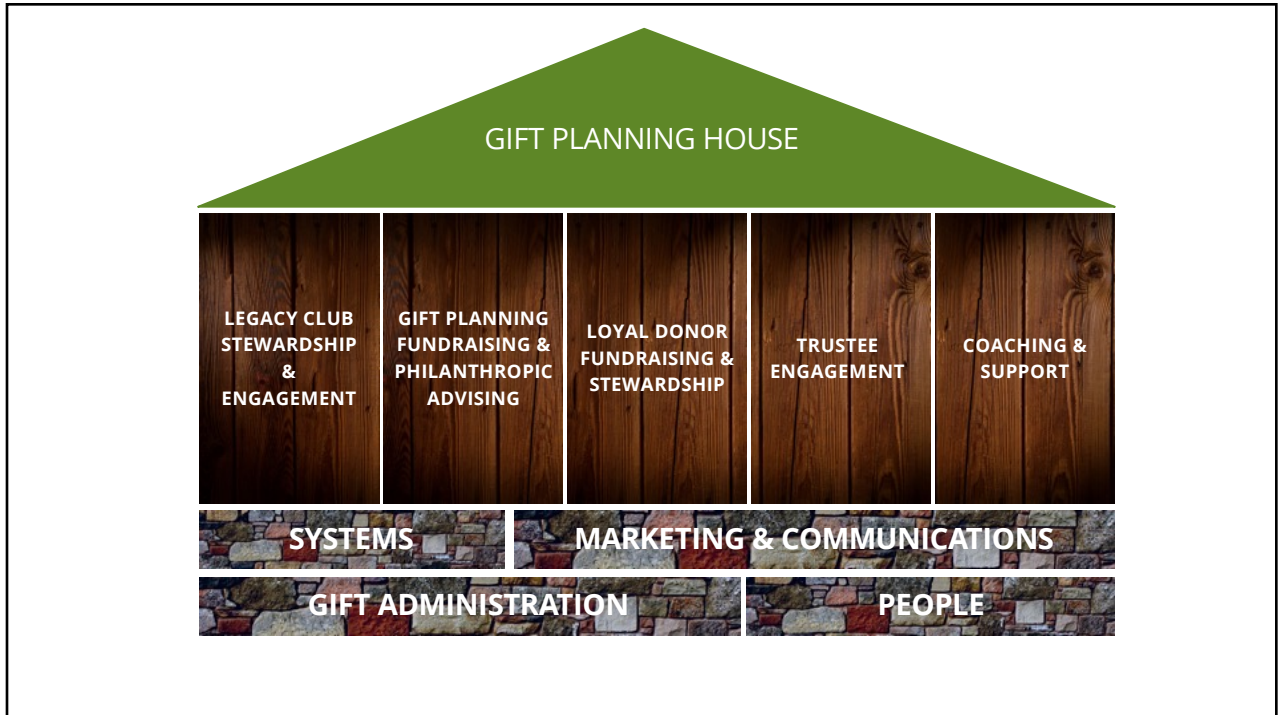 GIFT PLANNING HOUSE
LEGACY CLUB
STEWARDSHIP
&
ENGAGEMENT
GIFT PLANNING
FUNDRAISING &
PHILANTHROPIC
ADVISING
LOYAL DONOR
FUNDRAISING &
STEWARDSHIP
TRUSTEE
ENGAGEMENT
COACHING &
SUPPORT
SYSTEMS
MARKETING & COMMUNICATIONS
GIFT ADMINISTRATION
PEOPLE